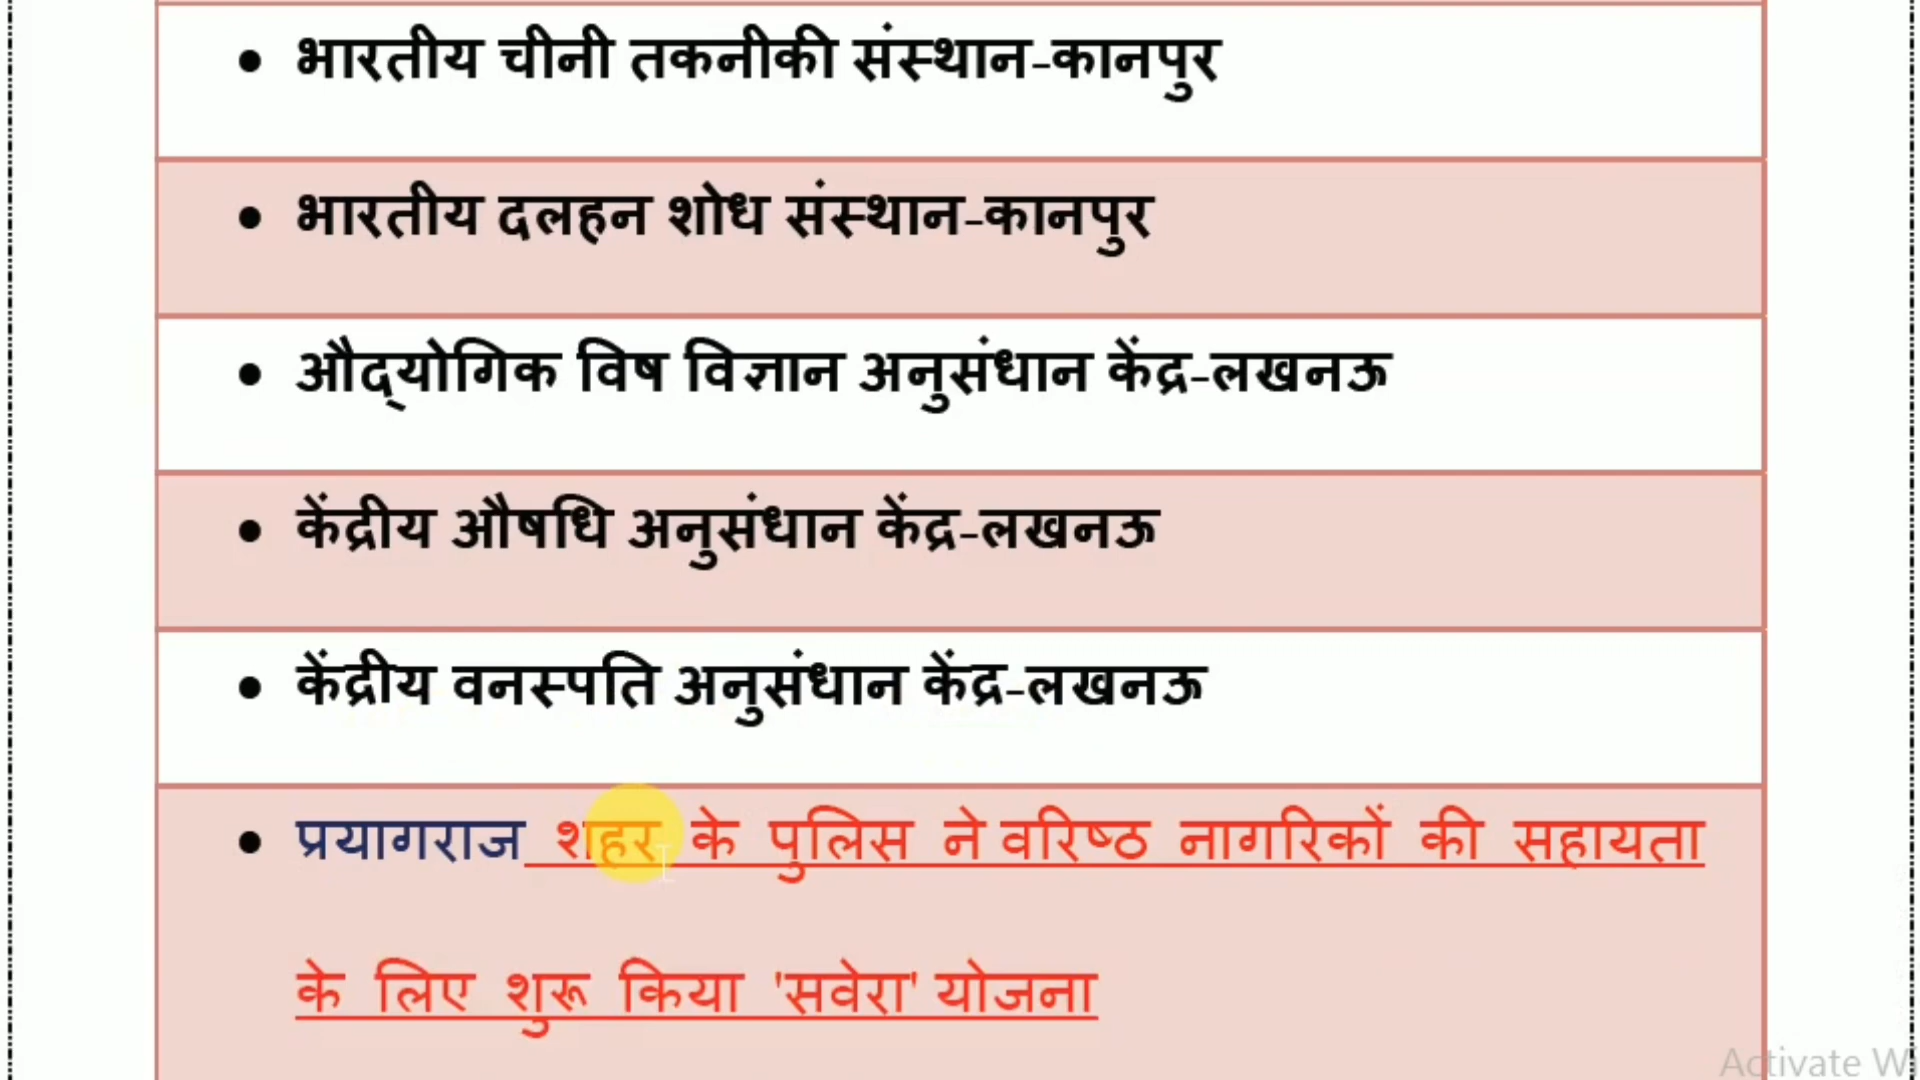 • भारतीय चीनी तकनीकी संस्थान-कानपुर
• भारतीय दलहन शोध संस्थान-कानपुर
• औद्‌योगिक विष विज्ञान अनुसंधान केंद्र-लखनऊ
• केंद्रीय औषधि अनुसंधान केंद्र-लखनऊ
• केंद्रीय वनस्पति अनुसंधान केंद्र-लखनऊ
• प्रयागराज शहर के पुलिस ने वरिष्ठ नागरिकों की सहायता
के लिए शुरू किया 'सवेरा' योजना
Activate